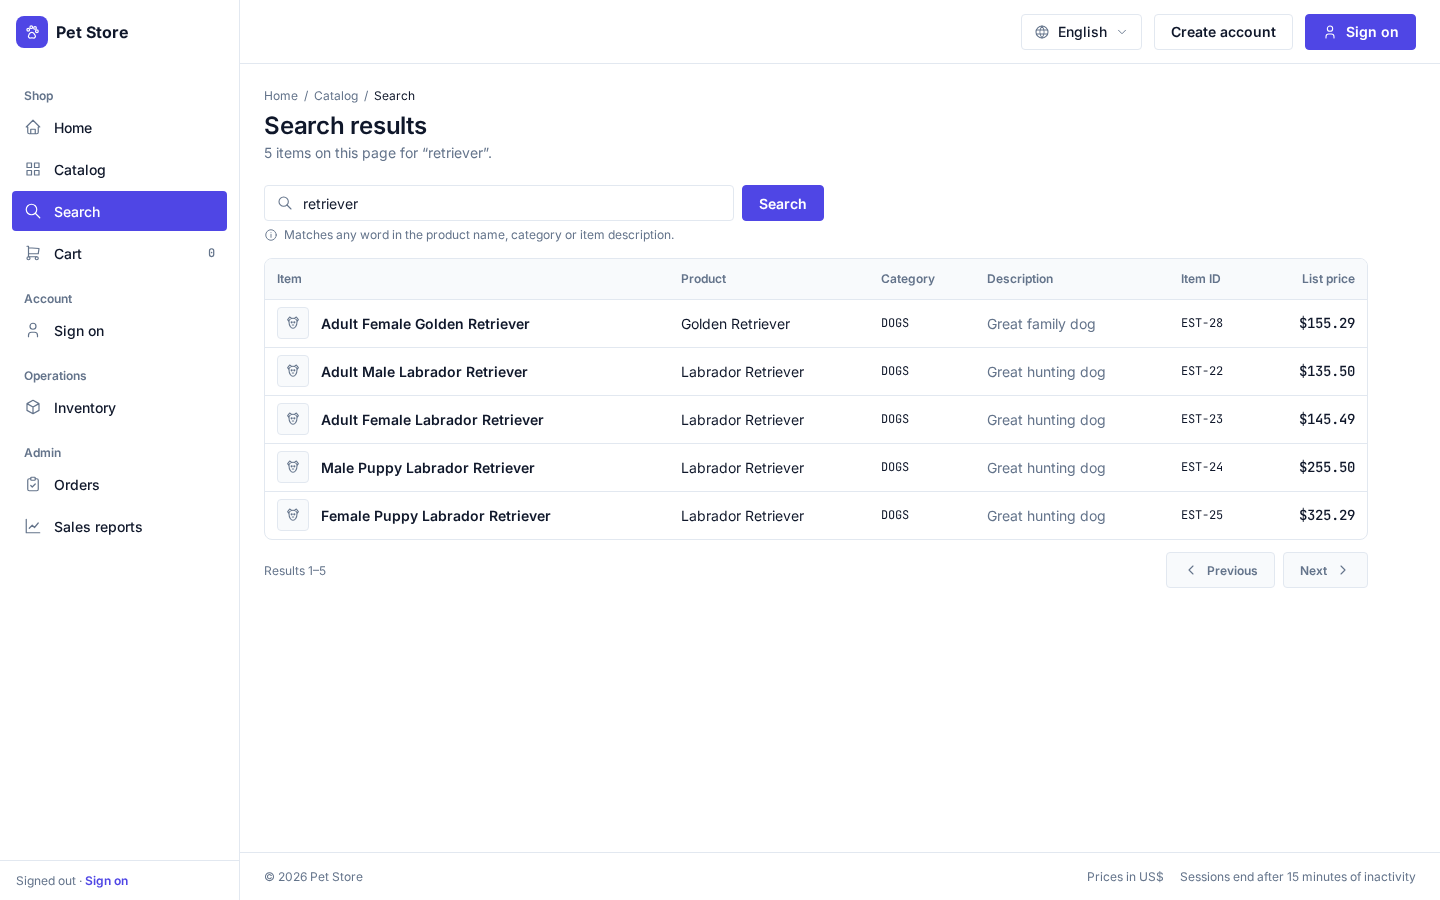 Pet Store
English
Create account
Sign on
Shop
Home
Catalog
Search
Cart 0
Account
Sign on
Operations
Inventory
Admin
Orders
Sales reports
Signed out · Sign on
Home / Catalog / Search
Search results
5 items on this page for “retriever”.
retriever
Search
Matches any word in the product name, category or item description.
Item Product Category Description Item ID List price
Adult Female Golden Retriever Golden Retriever DOGS Great family dog EST-28 $155.29
Adult Male Labrador Retriever Labrador Retriever DOGS Great hunting dog EST-22 $135.50
Adult Female Labrador Retriever Labrador Retriever DOGS Great hunting dog EST-23 $145.49
Male Puppy Labrador Retriever Labrador Retriever DOGS Great hunting dog EST-24 $255.50
Female Puppy Labrador Retriever Labrador Retriever DOGS Great hunting dog EST-25 $325.29
Results 1–5
Previous
Next
© 2026 Pet Store
Prices in US$ Sessions end after 15 minutes of inactivity